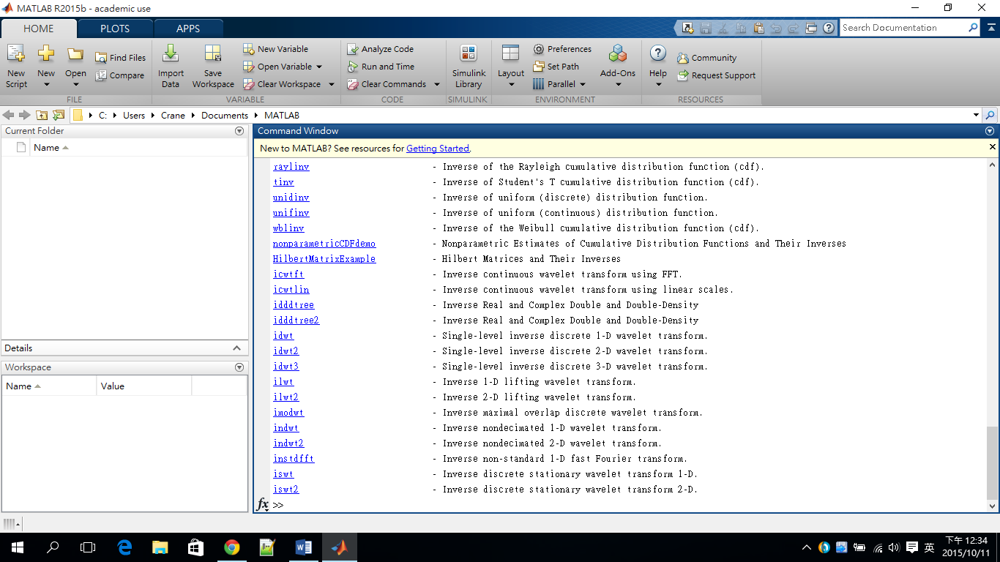 MATLAB R2015b - academic use
HOME PLOTS APPS
Search Documentation
New Script
New
Open
Find Files
Compare
Import Data
Save Workspace
New Variable
Open Variable
Clear Workspace
Analyze Code
Run and Time
Clear Commands
Simulink Library
Layout
Preferences
Set Path
Parallel
Add-Ons
Help
Community
Request Support
FILE VARIABLE CODE SIMULINK ENVIRONMENT RESOURCES
C: Users Crane Documents MATLAB
Current Folder
Name
Details
Workspace
Name Value
Command Window
New to MATLAB? See resources for Getting Started.
raylinv - Inverse of the Rayleigh cumulative distribution function (cdf).
tinv - Inverse of Student's T cumulative distribution function (cdf).
unidinv - Inverse of uniform (discrete) distribution function.
unifinv - Inverse of uniform (continuous) distribution function.
wblinv - Inverse of the Weibull cumulative distribution function (cdf).
nonparametricCDFdemo - Nonparametric Estimates of Cumulative Distribution Functions and Their Inverses
HilbertMatrixExample - Hilbert Matrices and Their Inverses
icwtft - Inverse continuous wavelet transform using FFT.
icwtlin - Inverse continuous wavelet transform using linear scales.
idddtree - Inverse Real and Complex Double and Double-Density
idddtree2 - Inverse Real and Complex Double and Double-Density
idwt - Single-level inverse discrete 1-D wavelet transform.
idwt2 - Single-level inverse discrete 2-D wavelet transform.
idwt3 - Single-level inverse discrete 3-D wavelet transform.
ilwt - Inverse 1-D lifting wavelet transform.
ilwt2 - Inverse 2-D lifting wavelet transform.
imodwt - Inverse maximal overlap discrete wavelet transform.
indwt - Inverse nondecimated 1-D wavelet transform.
indwt2 - Inverse nondecimated 2-D wavelet transform.
instdfft - Inverse non-standard 1-D fast Fourier transform.
iswt - Inverse discrete stationary wavelet transform 1-D.
iswt2 - Inverse discrete stationary wavelet transform 2-D.
fx >>
英
下午 12:34
2015/10/11